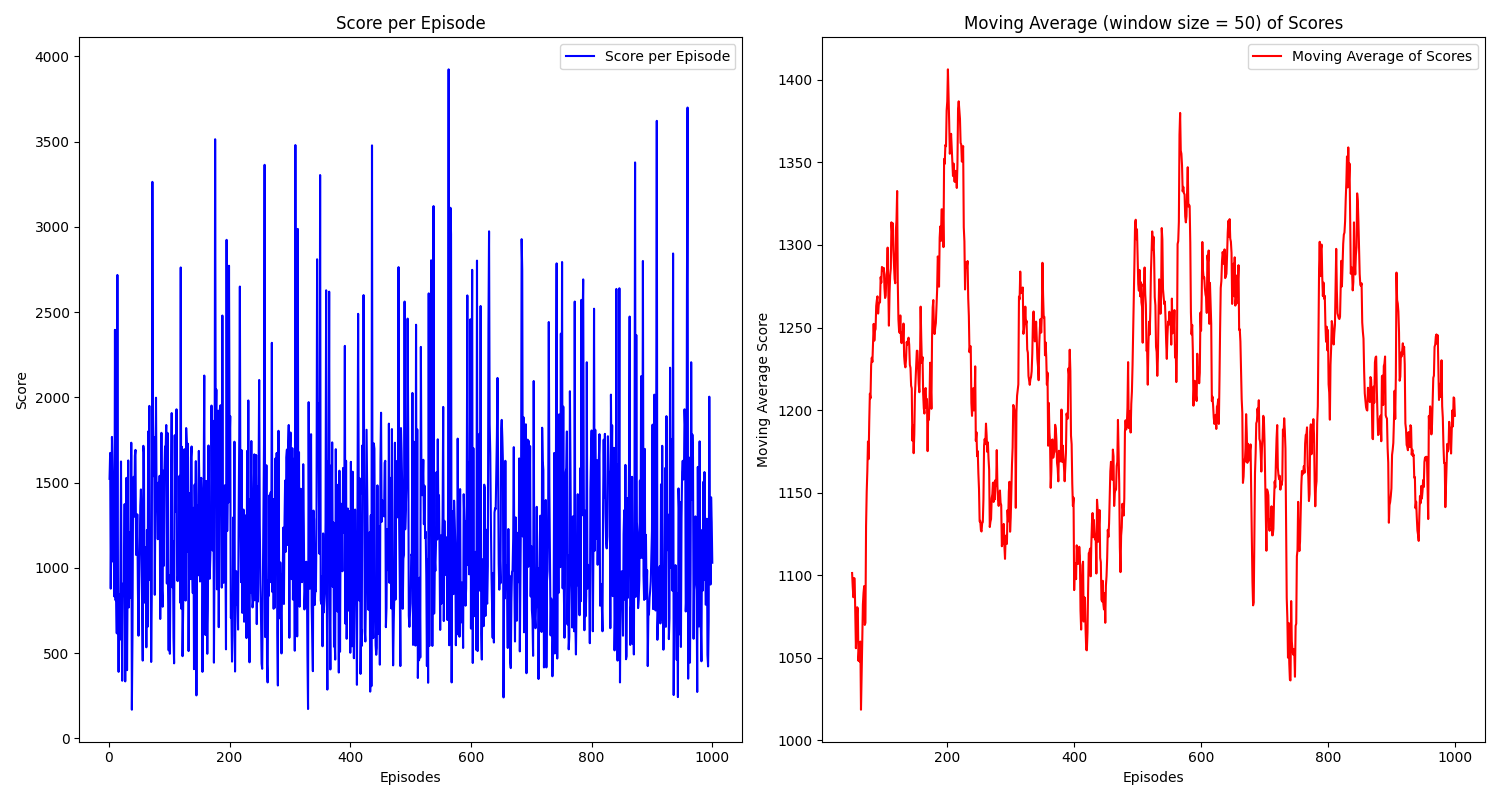 Score per Episode
Score per Episode
4000
3500
3000
2500
2000
1500
1000
500
0
Score
0 200 400 600 800 1000
Episodes
Moving Average (window size = 50) of Scores
Moving Average of Scores
1400
1350
1300
1250
1200
1150
1100
1050
1000
Moving Average Score
200 400 600 800 1000
Episodes